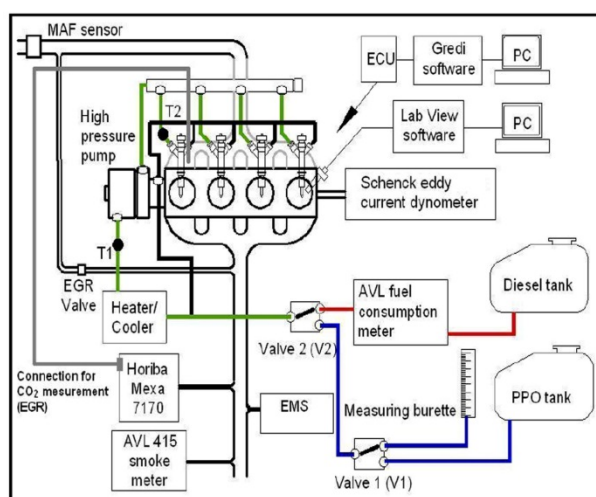 MAF sensor
ECU
Gredi
software
PC
T2
High
pressure
pump
Lab View
software
PC
Schenck eddy
current dynometer
T1
EGR
Valve
Heater/
Cooler
AVL fuel
consumption
meter
Diesel tank
Valve 2 (V2)
Connection for
CO2 mesurement
(EGR)
Horiba
Mexa
7170
EMS
Measuring burette
PPO tank
AVL 415
smoke
meter
Valve 1 (V1)